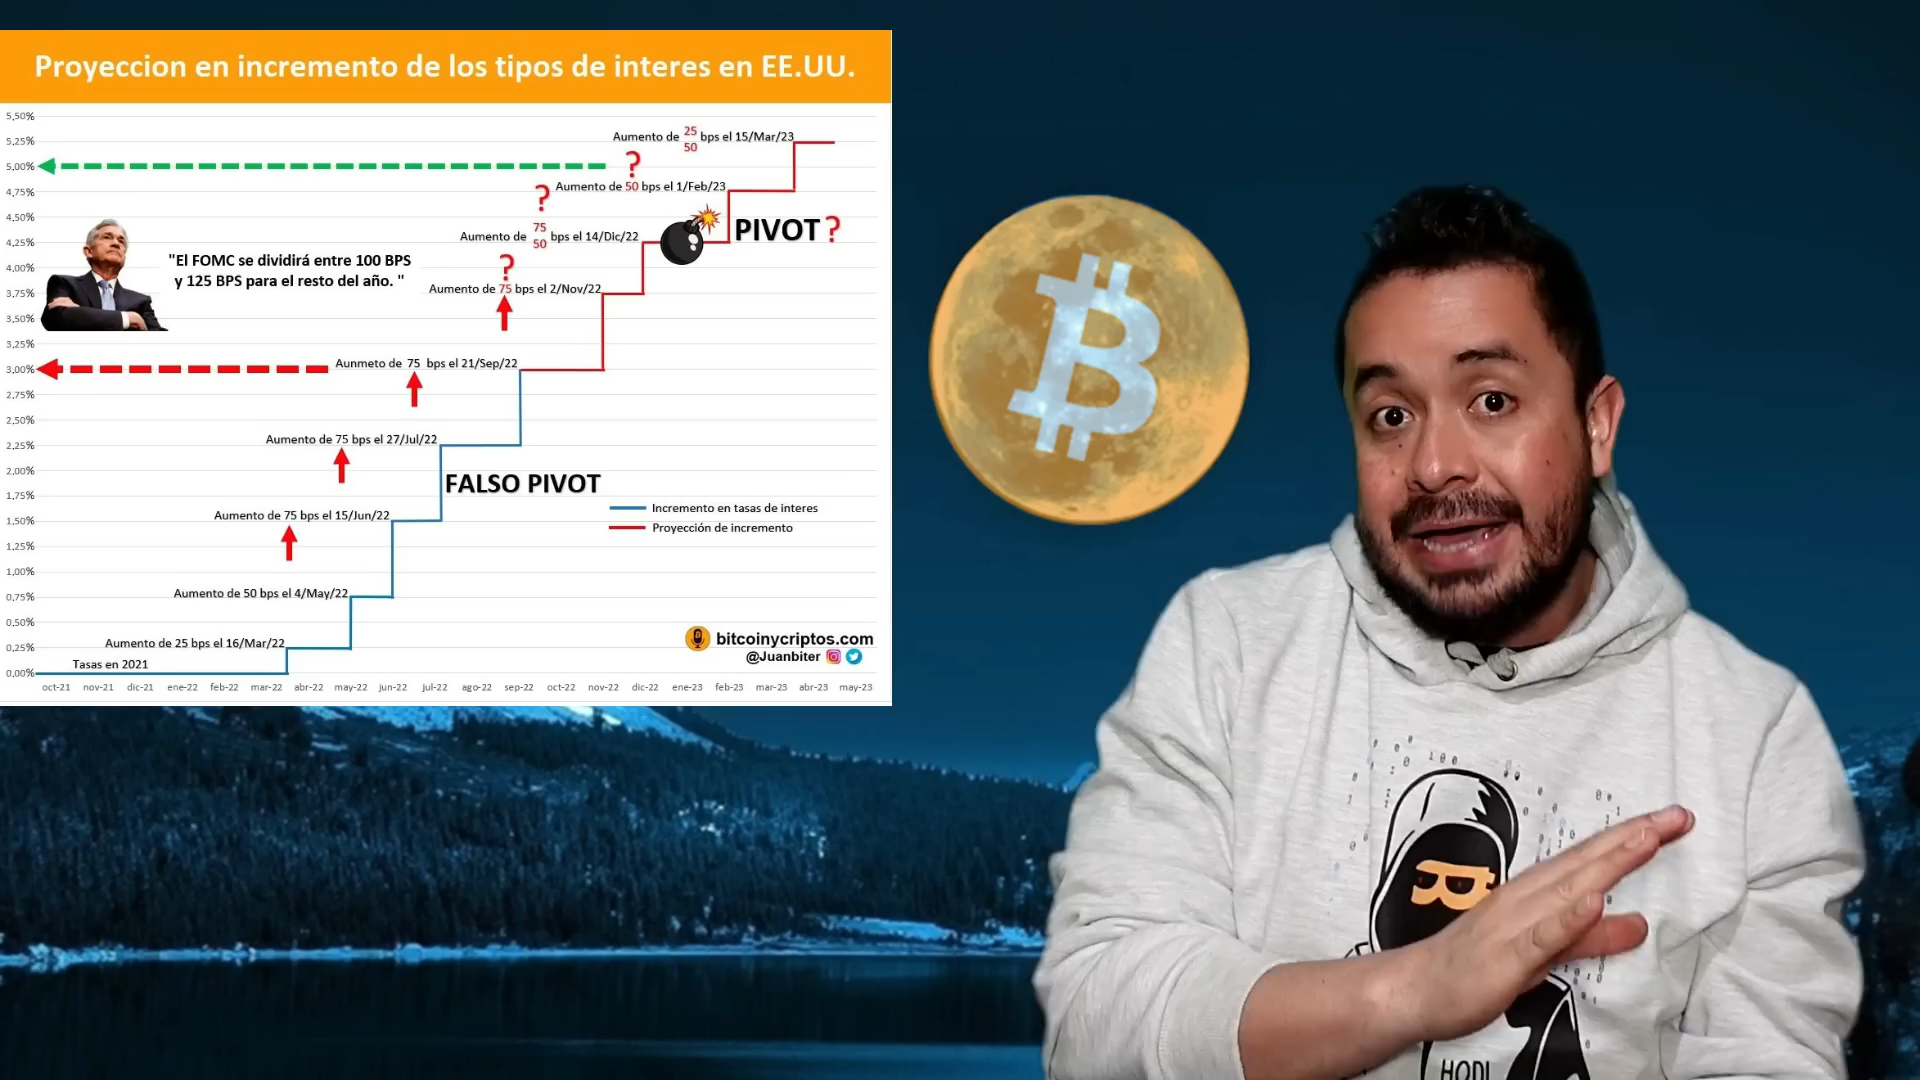 Proyeccion en incremento de los tipos de interes en EE.UU.
5,50%
5,25%
5,00%
4,75%
4,50%
4,25%
4,00%
3,75%
3,50%
3,25%
3,00%
2,75%
2,50%
2,25%
2,00%
1,75%
1,50%
1,25%
1,00%
0,75%
0,50%
0,25%
0,00%
Aumento de 25 50 bps el 15/Mar/23
?
Aumento de 50 bps el 1/Feb/23
?
PIVOT ?
Aumento de 75 50 bps el 14/Dic/22
"El FOMC se dividirá entre 100 BPS
y 125 BPS para el resto del año. "
?
Aumento de 75 bps el 2/Nov/22
Aunmeto de 75 bps el 21/Sep/22
Aumento de 75 bps el 27/Jul/22
FALSO PIVOT
Incremento en tasas de interes
Proyección de incremento
Aumento de 75 bps el 15/Jun/22
Aumento de 50 bps el 4/May/22
Aumento de 25 bps el 16/Mar/22
Tasas en 2021
bitcoinycriptos.com
@Juanbiter
oct-21 nov-21 dic-21 ene-22 feb-22 mar-22 abr-22 may-22 jun-22 jul-22 ago-22 sep-22 oct-22 nov-22 dic-22 ene-23 feb-23 mar-23 abr-23 may-23
HODL